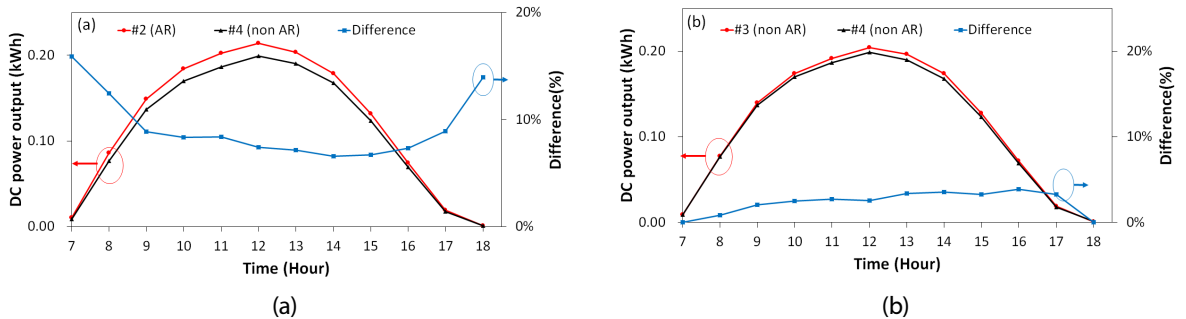 (a)
#2 (AR)
#4 (non AR)
Difference
DC power output (kWh)
0.20
0.10
0.00
20%
10%
0%
Difference(%)
7 8 9 10 11 12 13 14 15 16 17 18
Time (Hour)
(a)
(b)
#3 (non AR)
#4 (non AR)
Difference
DC power output (kWh)
0.20
0.10
0.00
20%
10%
0%
Difference(%)
7 8 9 10 11 12 13 14 15 16 17 18
Time (Hour)
(b)